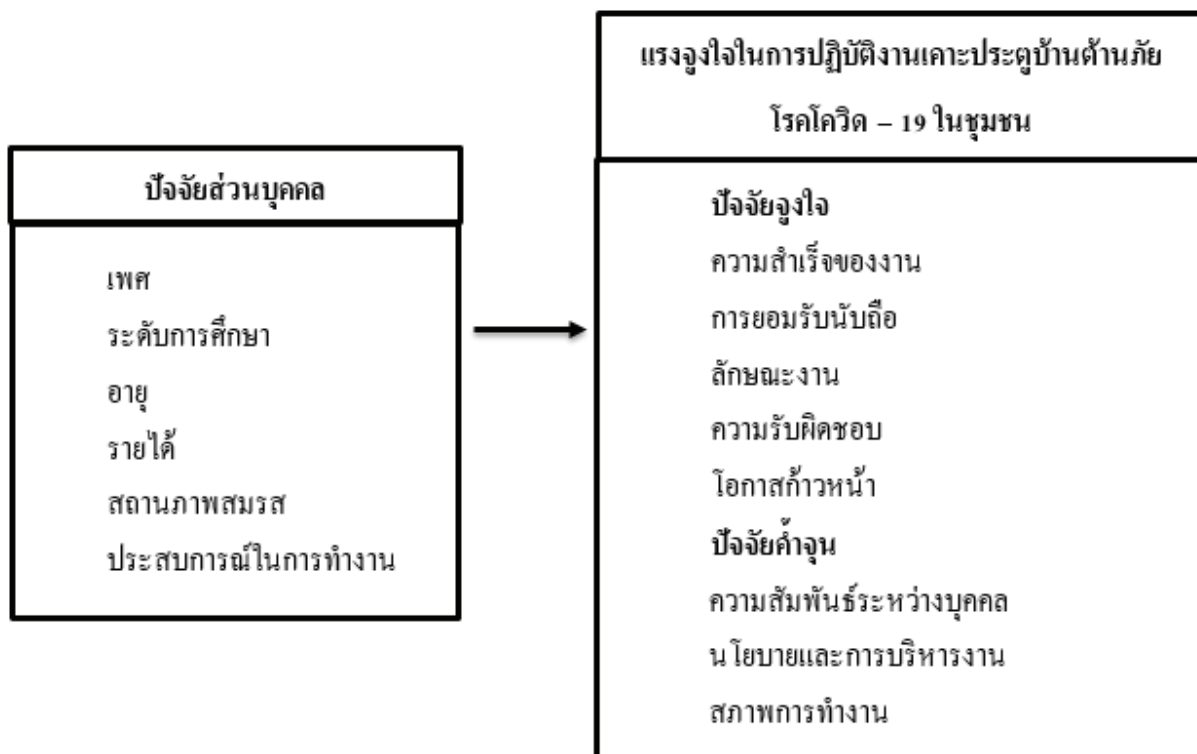 ปัจจัยส่วนบุคคล
เพศ
ระดับการศึกษา
อายุ
รายได้
สถานภาพสมรส
ประสบการณ์ในการทำงาน
แรงจูงใจในการปฏิบัติงานเคาะประตูบ้านต้านภัย
โรคโควิด – 19 ในชุมชน
ปัจจัยจูงใจ
ความสำเร็จของงาน
การยอมรับนับถือ
ลักษณะงาน
ความรับผิดชอบ
โอกาสก้าวหน้า
ปัจจัยค้ำจุน
ความสัมพันธ์ระหว่างบุคคล
นโยบายและการบริหารงาน
สภาพการทำงาน